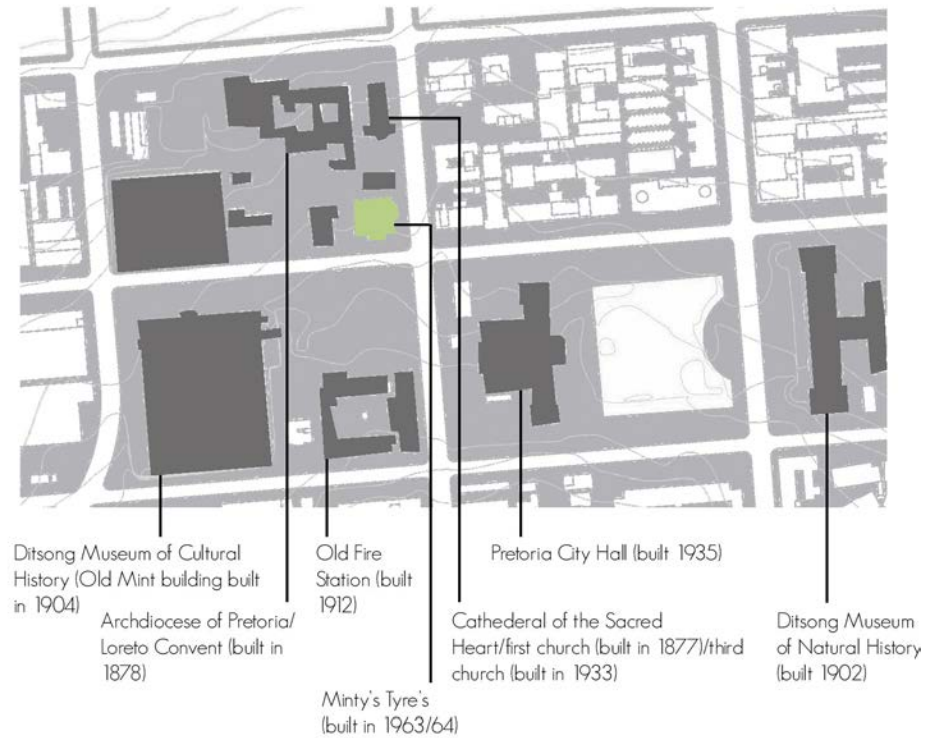 Ditsong Museum of Cultural
History (Old Mint building built
in 1904)
Archdiocese of Pretoria/
Loreto Convent (built in
1878)
Old Fire
Station (built
1912)
Minty's Tyre's
(built in 1963/64)
Pretoria City Hall (built 1935)
Cathederal of the Sacred
Heart/first church (built in 1877)/third
church (built in 1933)
Ditsong Museum
of Natural History
(built 1902)